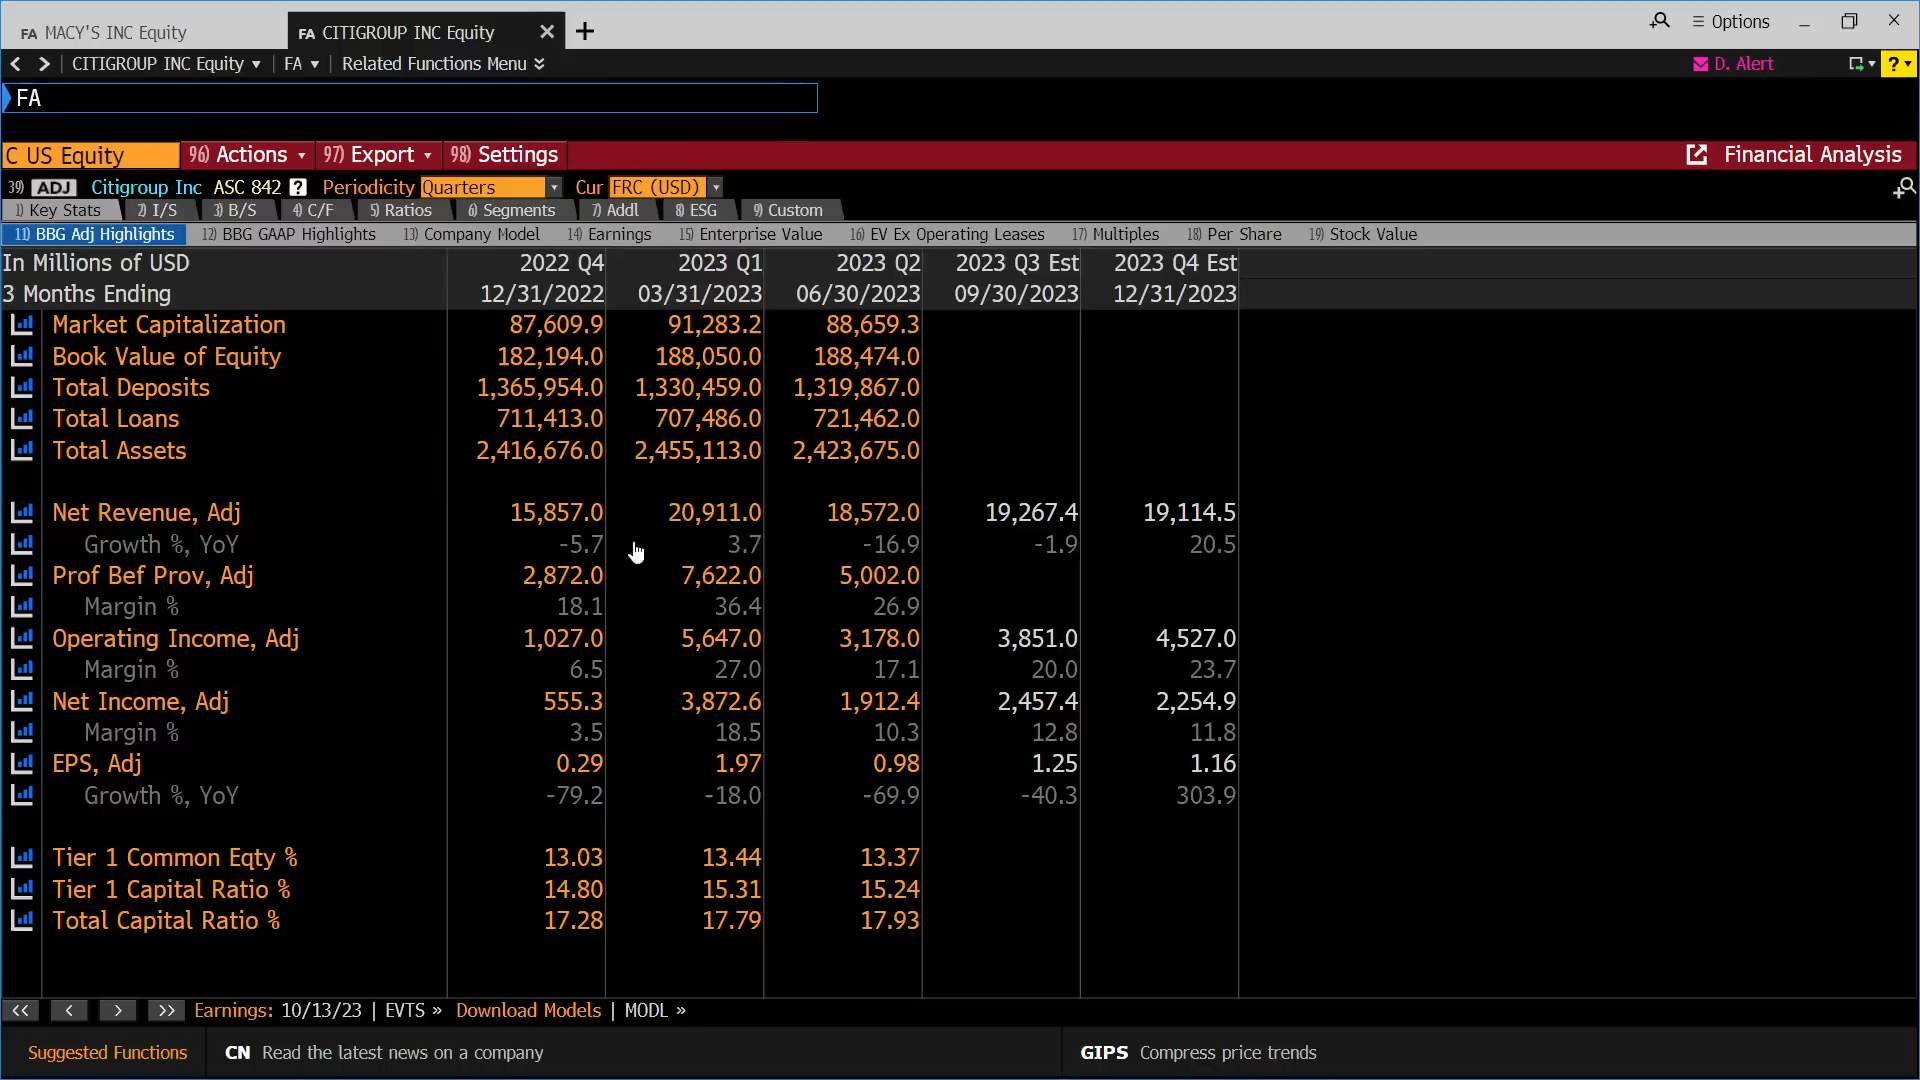 FA MACY'S INC Equity FA CITIGROUP INC Equity Options
CITIGROUP INC Equity FA Related Functions Menu D. Alert ?
FA
C US Equity 96) Actions 97) Export 98) Settings Financial Analysis
39) ADJ Citigroup Inc ASC 842 ? Periodicity Quarters Cur FRC (USD)
1) Key Stats 2) I/S 3) B/S 4) C/F 5) Ratios 6) Segments 7) Addl 8) ESG 9) Custom
11) BBG Adj Highlights 12) BBG GAAP Highlights 13) Company Model 14) Earnings 15) Enterprise Value 16) EV Ex Operating Leases 17) Multiples 18) Per Share 19) Stock Value
In Millions of USD 2022 Q4 2023 Q1 2023 Q2 2023 Q3 Est 2023 Q4 Est
3 Months Ending 12/31/2022 03/31/2023 06/30/2023 09/30/2023 12/31/2023
Market Capitalization 87,609.9 91,283.2 88,659.3
Book Value of Equity 182,194.0 188,050.0 188,474.0
Total Deposits 1,365,954.0 1,330,459.0 1,319,867.0
Total Loans 711,413.0 707,486.0 721,462.0
Total Assets 2,416,676.0 2,455,113.0 2,423,675.0
Net Revenue, Adj 15,857.0 20,911.0 18,572.0 19,267.4 19,114.5
Growth %, YoY -5.7 3.7 -16.9 -1.9 20.5
Prof Bef Prov, Adj 2,872.0 7,622.0 5,002.0
Margin % 18.1 36.4 26.9
Operating Income, Adj 1,027.0 5,647.0 3,178.0 3,851.0 4,527.0
Margin % 6.5 27.0 17.1 20.0 23.7
Net Income, Adj 555.3 3,872.6 1,912.4 2,457.4 2,254.9
Margin % 3.5 18.5 10.3 12.8 11.8
EPS, Adj 0.29 1.97 0.98 1.25 1.16
Growth %, YoY -79.2 -18.0 -69.9 -40.3 303.9
Tier 1 Common Eqty % 13.03 13.44 13.37
Tier 1 Capital Ratio % 14.80 15.31 15.24
Total Capital Ratio % 17.28 17.79 17.93
<< < > >> Earnings: 10/13/23 | EVTS » Download Models | MODL »
Suggested Functions CN Read the latest news on a company GIPS Compress price trends